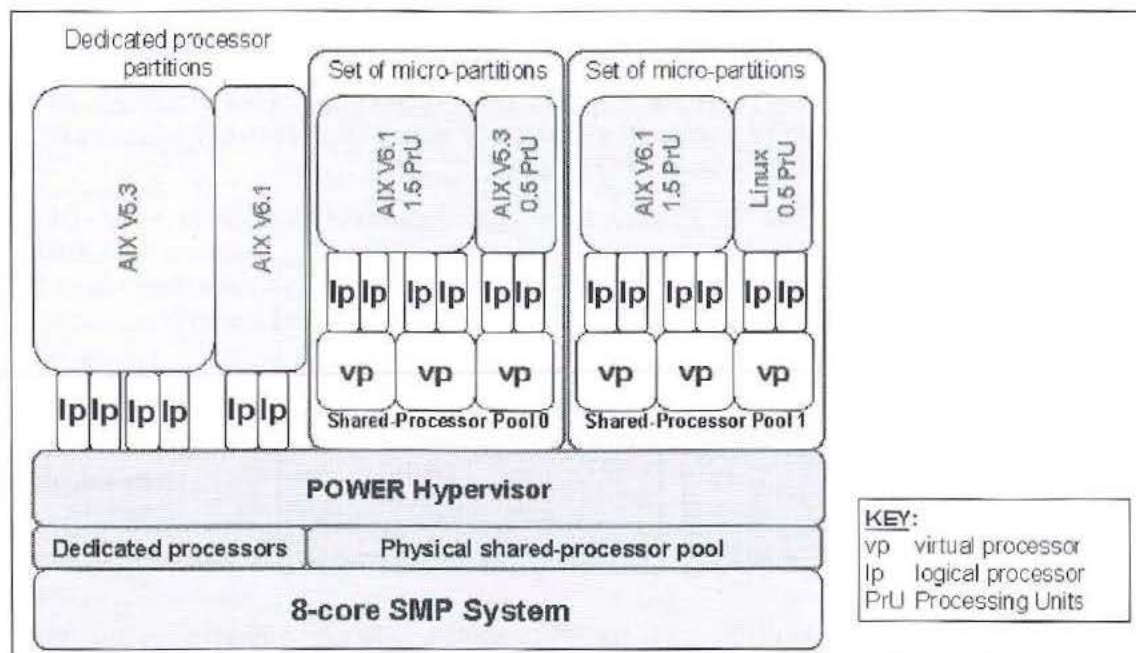 Dedicated processor
partitions
AIX V5.3
AIX V6.1
lp lp lp lp
lp lp
Set of micro-partitions
AIX V6.1
1.5 PrU
AIX V5.3
0.5 PrU
lp lp lp lp lp lp
vp vp vp
Shared-Processor Pool 0
Set of micro-partitions
AIX V6.1
1.5 PrU
Linux
0.5 PrU
lp lp lp lp lp lp
vp vp vp
Shared-Processor Pool 1
POWER Hypervisor
Dedicated processors
Physical shared-processor pool
8-core SMP System
KEY:
vp virtual processor
lp logical processor
PrU Processing Units